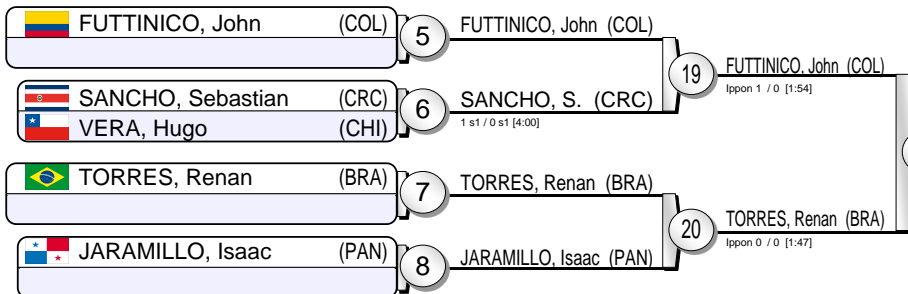 FUTTINICO, John (COL)
5
FUTTINICO, John (COL)
19
FUTTINICO, John (COL)
Ippon 1 / 0 [1:54]
SANCHO, Sebastian (CRC)
VERA, Hugo (CHI)
6
SANCHO, S. (CRC)
1 s1 / 0 s1 [4:00]
TORRES, Renan (BRA)
7
TORRES, Renan (BRA)
20
TORRES, Renan (BRA)
Ippon 0 / 0 [1:47]
JARAMILLO, Isaac (PAN)
8
JARAMILLO, Isaac (PAN)